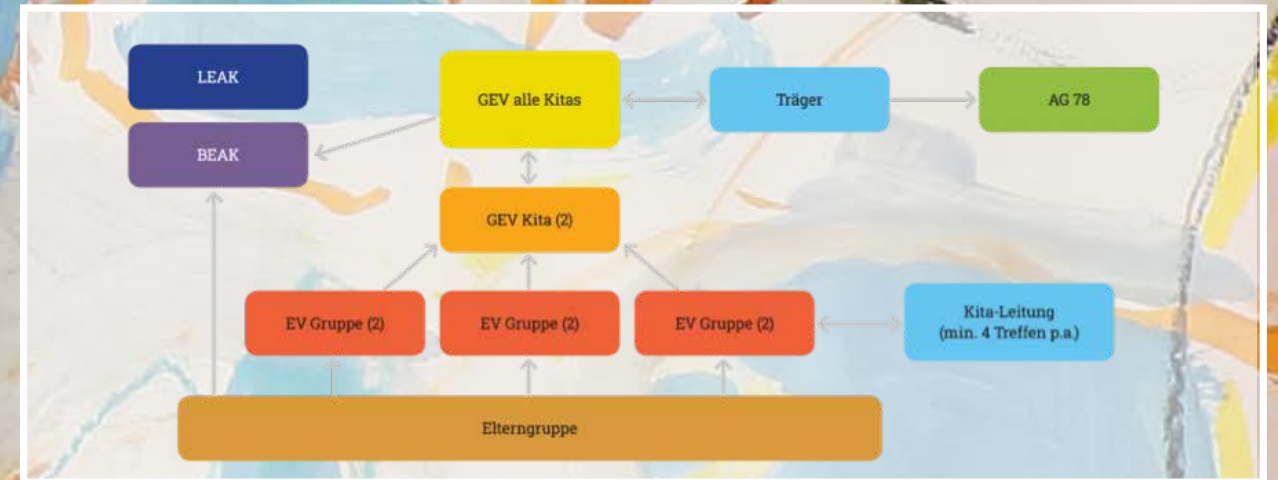 LEAK
GEV alle Kitas
Träger
AG 78
BEAK
GEV Kita (2)
EV Gruppe (2)
EV Gruppe (2)
EV Gruppe (2)
Kita-Leitung
(min. 4 Treffen p.a.)
Elterngruppe